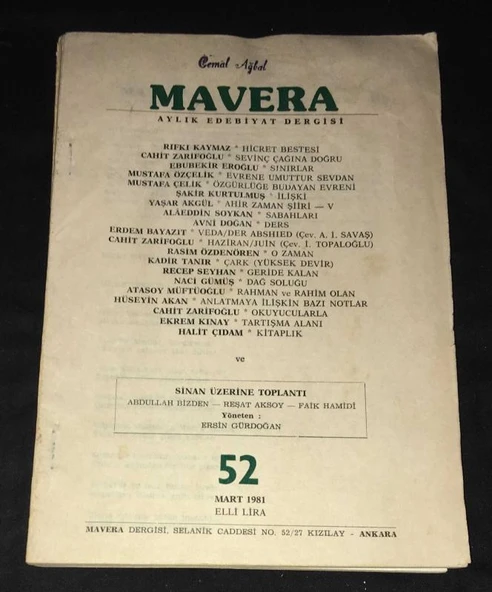 Cemal Ağbal
MAVERA
AYLIK EDEBİYAT DERGİSİ
RIFKI KAYMAZ * HİCRET BESTESİ
CAHİT ZARİFOĞLU * SEVİNÇ ÇAĞINA DOĞRU
EBUBEKİR EROĞLU * SINIRLAR
MUSTAFA ÖZÇELİK * EVRENE UMUTTUR SEVDAN
MUSTAFA ÇELİK * ÖZGÜRLÜĞE BUDAYAN EVRENİ
ŞAKİR KURTULMUŞ * İLİŞKİ
YAŞAR AKGÜL * AHİR ZAMAN ŞİİRİ — V
ALÂEDDİN SOYKAN * SABAHLARI
AVNİ DOĞAN * DERS
ERDEM BAYAZIT * VEDA/DER ABSHIED (Çev. A. İ. SAVAŞ)
CAHİT ZARİFOĞLU * HAZİRAN/JUİN (Çev. İ. TOPALOĞLU)
RASİM ÖZDENÖREN * O ZAMAN
KADİR TANIR * ÇARK (YÜKSEK DEVİR)
RECEP SEYHAN * GERİDE KALAN
NACİ GÜMÜŞ * DAĞ SOLUĞU
ATASOY MÜFTÜOĞLU * RAHMAN ve RAHİM OLAN
HÜSEYİN AKAN * ANLATMAYA İLİŞKİN BAZI NOTLAR
CAHİT ZARİFOĞLU * OKUYUCULARLA
EKREM KINAY * TARTIŞMA ALANI
HALİT ÇIDAM * KİTAPLIK
ve
SİNAN ÜZERİNE TOPLANTI
ABDULLAH BİZDEN — REŞAT AKSOY — FAİK HAMİDİ
Yöneten :
ERSİN GÜRDOĞAN
52
MART 1981
ELLİ LİRA
MAVERA DERGİSİ, SELANİK CADDESİ NO. 52/27 KIZILAY - ANKARA